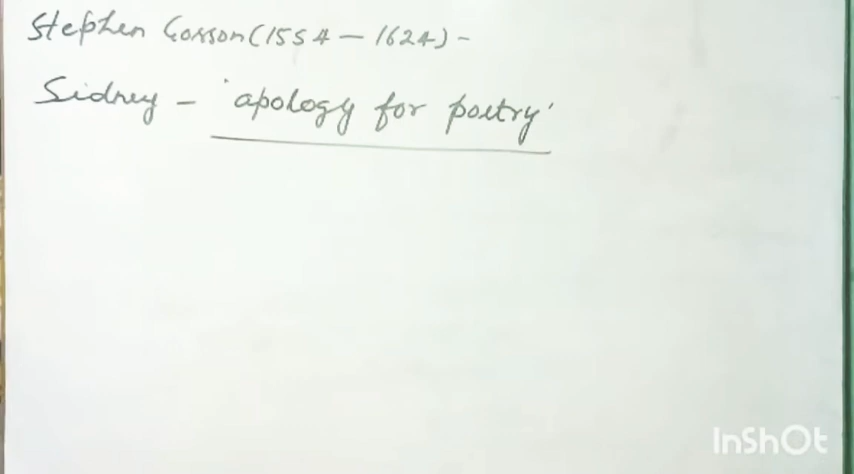 Stephen Gosson (1554 – 1624) –
Sidney – 'apology for poetry'
InShOt